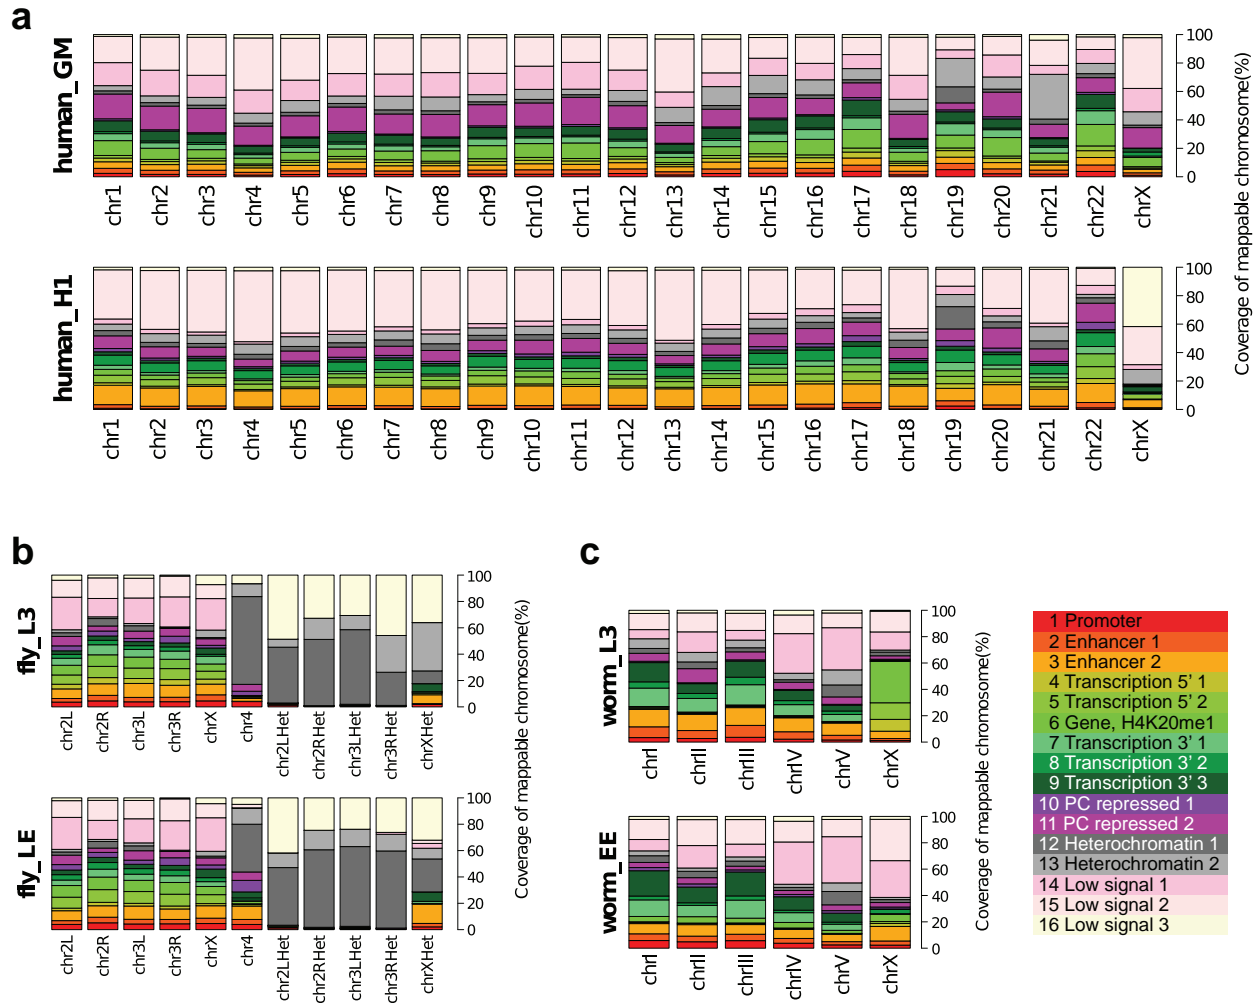 a
human_GM
100
80
60
40
20
0
chr1 chr2 chr3 chr4 chr5 chr6 chr7 chr8 chr9 chr10 chr11 chr12 chr13 chr14 chr15 chr16 chr17 chr18 chr19 chr20 chr21 chr22 chrX
Coverage of mappable chromosome(%)
human_H1
100
80
60
40
20
0
chr1 chr2 chr3 chr4 chr5 chr6 chr7 chr8 chr9 chr10 chr11 chr12 chr13 chr14 chr15 chr16 chr17 chr18 chr19 chr20 chr21 chr22 chrX
b
fly_L3
100
80
60
40
20
0
chr2L chr2R chr3L chr3R chrX chr4 chr2LHet chr2RHet chr3LHet chr3RHet chrXHet
Coverage of mappable chromosome(%)
fly_LE
100
80
60
40
20
0
chr2L chr2R chr3L chr3R chrX chr4 chr2LHet chr2RHet chr3LHet chr3RHet chrXHet
c
worm_L3
100
80
60
40
20
0
chrI chrII chrIII chrIV chrV chrX
Coverage of mappable chromosome(%)
worm_EE
100
80
60
40
20
0
chrI chrII chrIII chrIV chrV chrX
1 Promoter
2 Enhancer 1
3 Enhancer 2
4 Transcription 5' 1
5 Transcription 5' 2
6 Gene, H4K20me1
7 Transcription 3' 1
8 Transcription 3' 2
9 Transcription 3' 3
10 PC repressed 1
11 PC repressed 2
12 Heterochromatin 1
13 Heterochromatin 2
14 Low signal 1
15 Low signal 2
16 Low signal 3